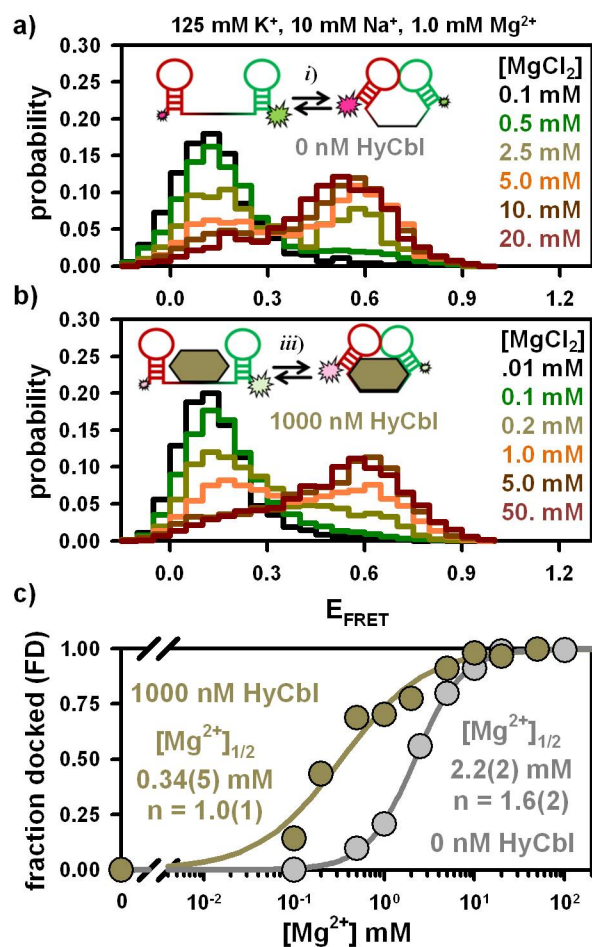 a)
125 mM K⁺, 10 mM Na⁺, 1.0 mM Mg²⁺
0.30
0.25
0.20
0.15
0.10
0.05
0.00
probability
i)
0 nM HyCbl
[MgCl₂]
0.1 mM
0.5 mM
2.5 mM
5.0 mM
10. mM
20. mM
0.0
0.3
0.6
0.9
1.2
b)
0.30
0.25
0.20
0.15
0.10
0.05
0.00
probability
iii)
1000 nM HyCbl
[MgCl₂]
.01 mM
0.1 mM
0.2 mM
1.0 mM
5.0 mM
50. mM
0.0
0.3
0.6
0.9
1.2
E_FRET
c)
1.00
0.75
0.50
0.25
0.00
fraction docked (FD)
1000 nM HyCbl
[Mg²⁺]₁/₂
0.34(5) mM
n = 1.0(1)
[Mg²⁺]₁/₂
2.2(2) mM
n = 1.6(2)
0 nM HyCbl
0
10⁻²
10⁻¹
10⁰
10¹
10²
[Mg²⁺] mM